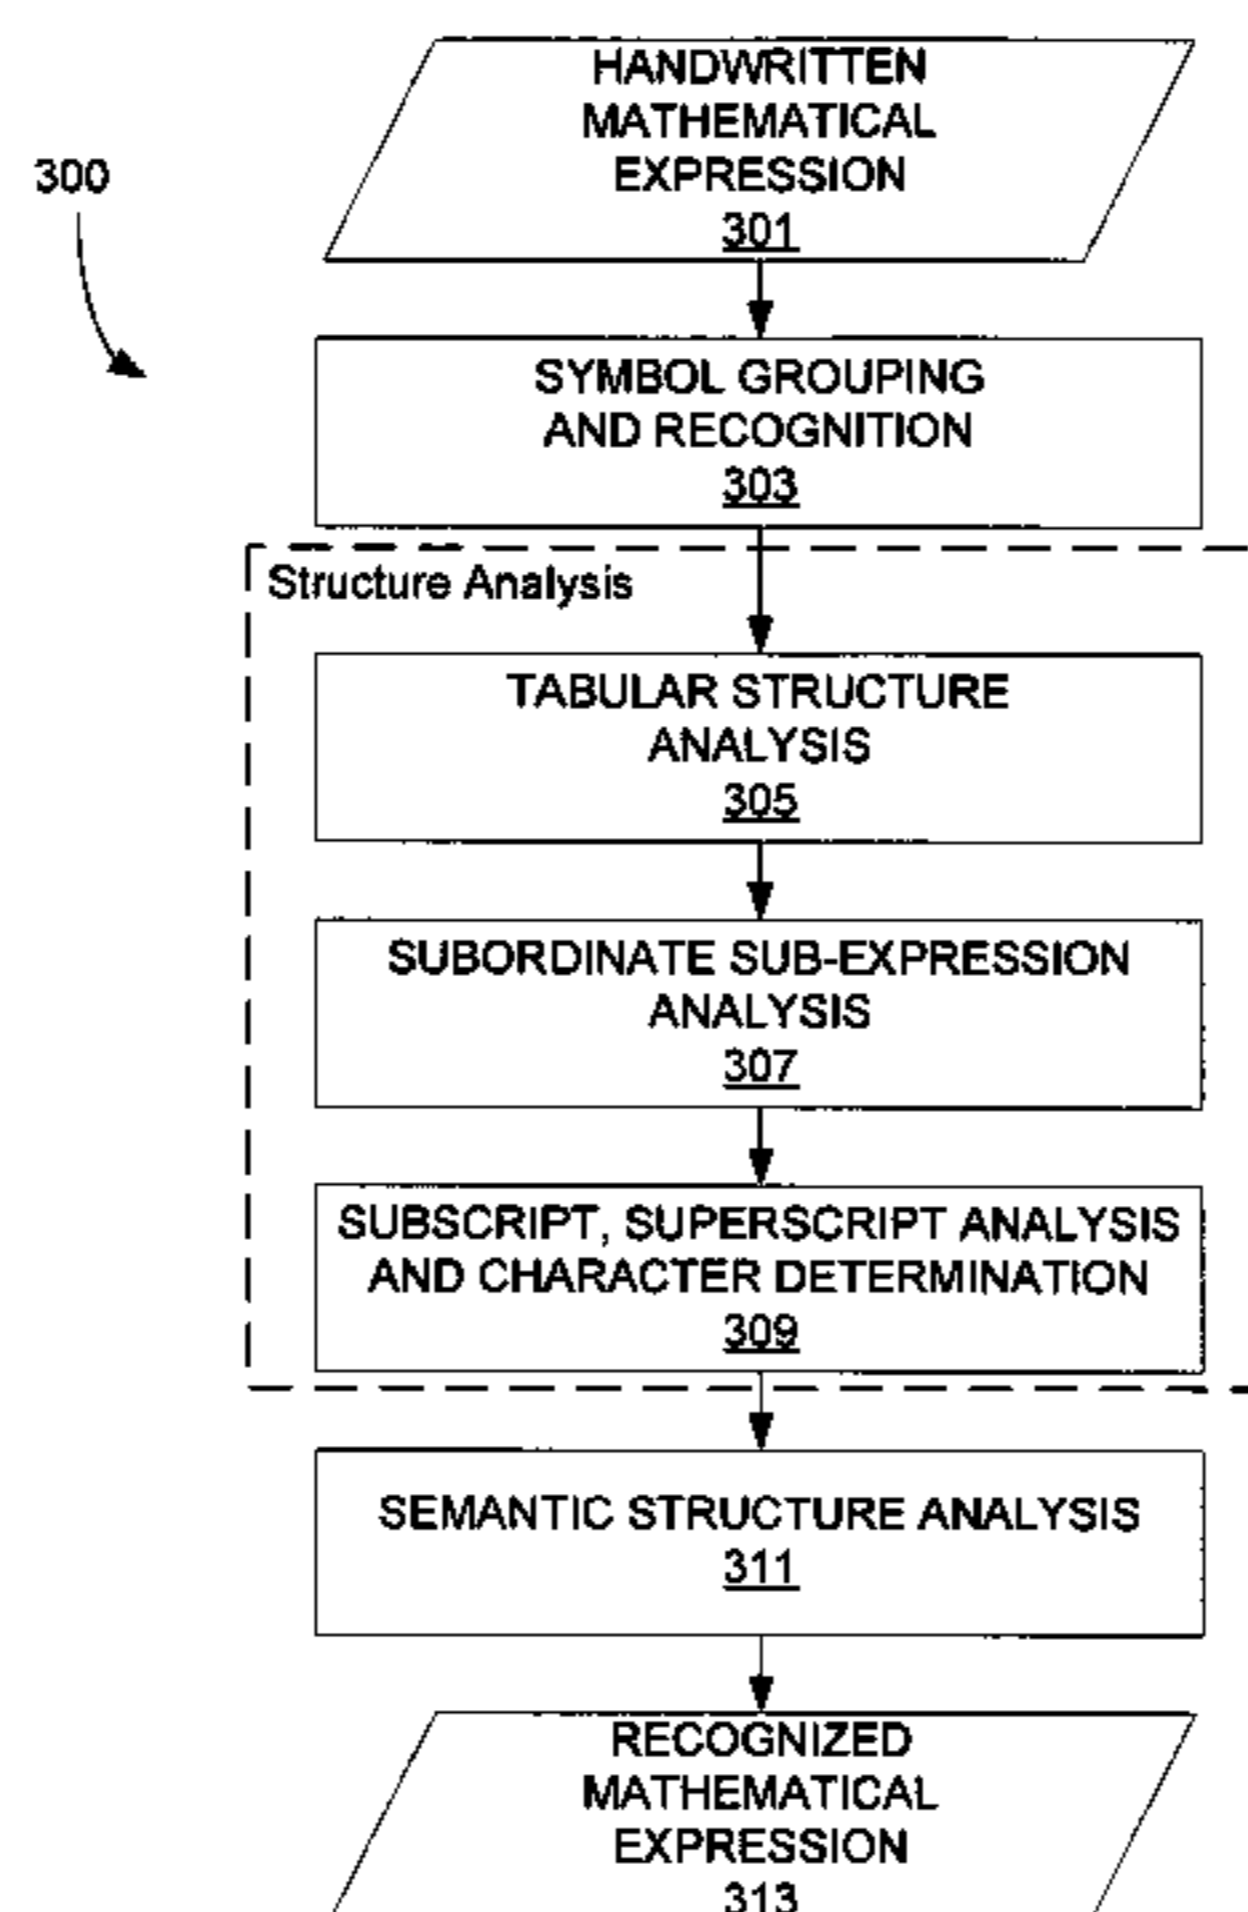 HANDWRITTEN
MATHEMATICAL
EXPRESSION
301
300
SYMBOL GROUPING
AND RECOGNITION
303
Structure Analysis
TABULAR STRUCTURE
ANALYSIS
305
SUBORDINATE SUB-EXPRESSION
ANALYSIS
307
SUBSCRIPT, SUPERSCRIPT ANALYSIS
AND CHARACTER DETERMINATION
309
SEMANTIC STRUCTURE ANALYSIS
311
RECOGNIZED
MATHEMATICAL
EXPRESSION
313